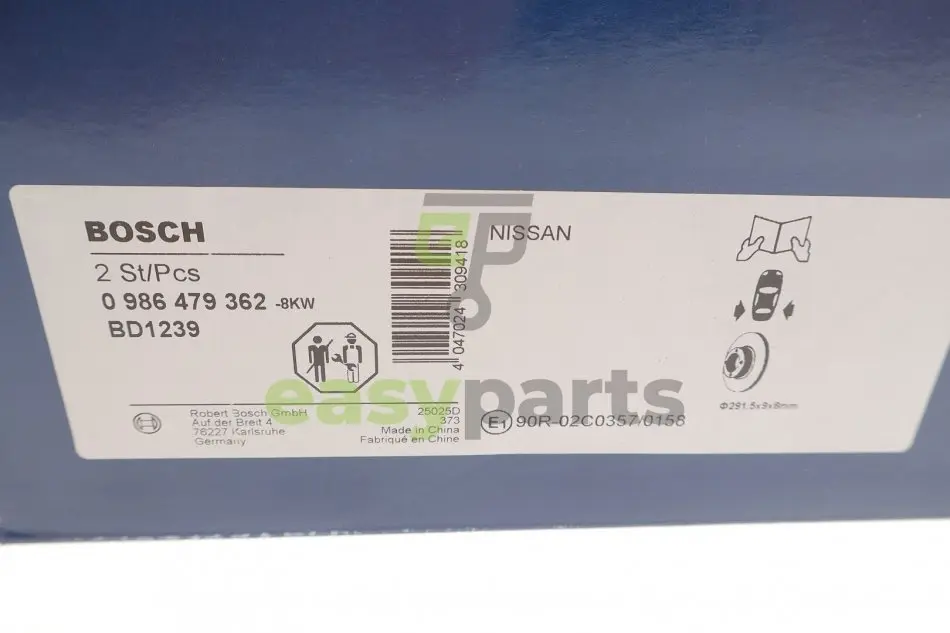 BOSCH
2 St/Pcs
0 986 479 362 -8KW
BD1239
4 047024 309418
NISSAN
Φ291.5x9x8mm
easyparts
Robert Bosch GmbH
Auf der Breit 4
76227 Karlsruhe
Germany
25025D
373
Made in China
Fabriqué en Chine
E1 90R-02C0357/0158